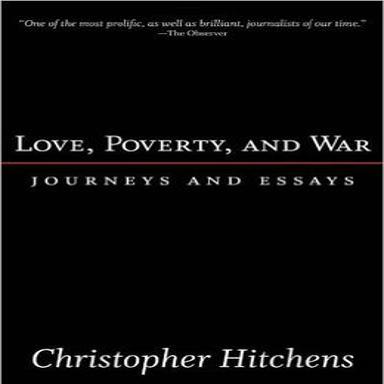 "One of the most prolific, as well as brilliant, journalists of our time."
—The Observer
LOVE, POVERTY, AND WAR
JOURNEYS AND ESSAYS
Christopher Hitchens